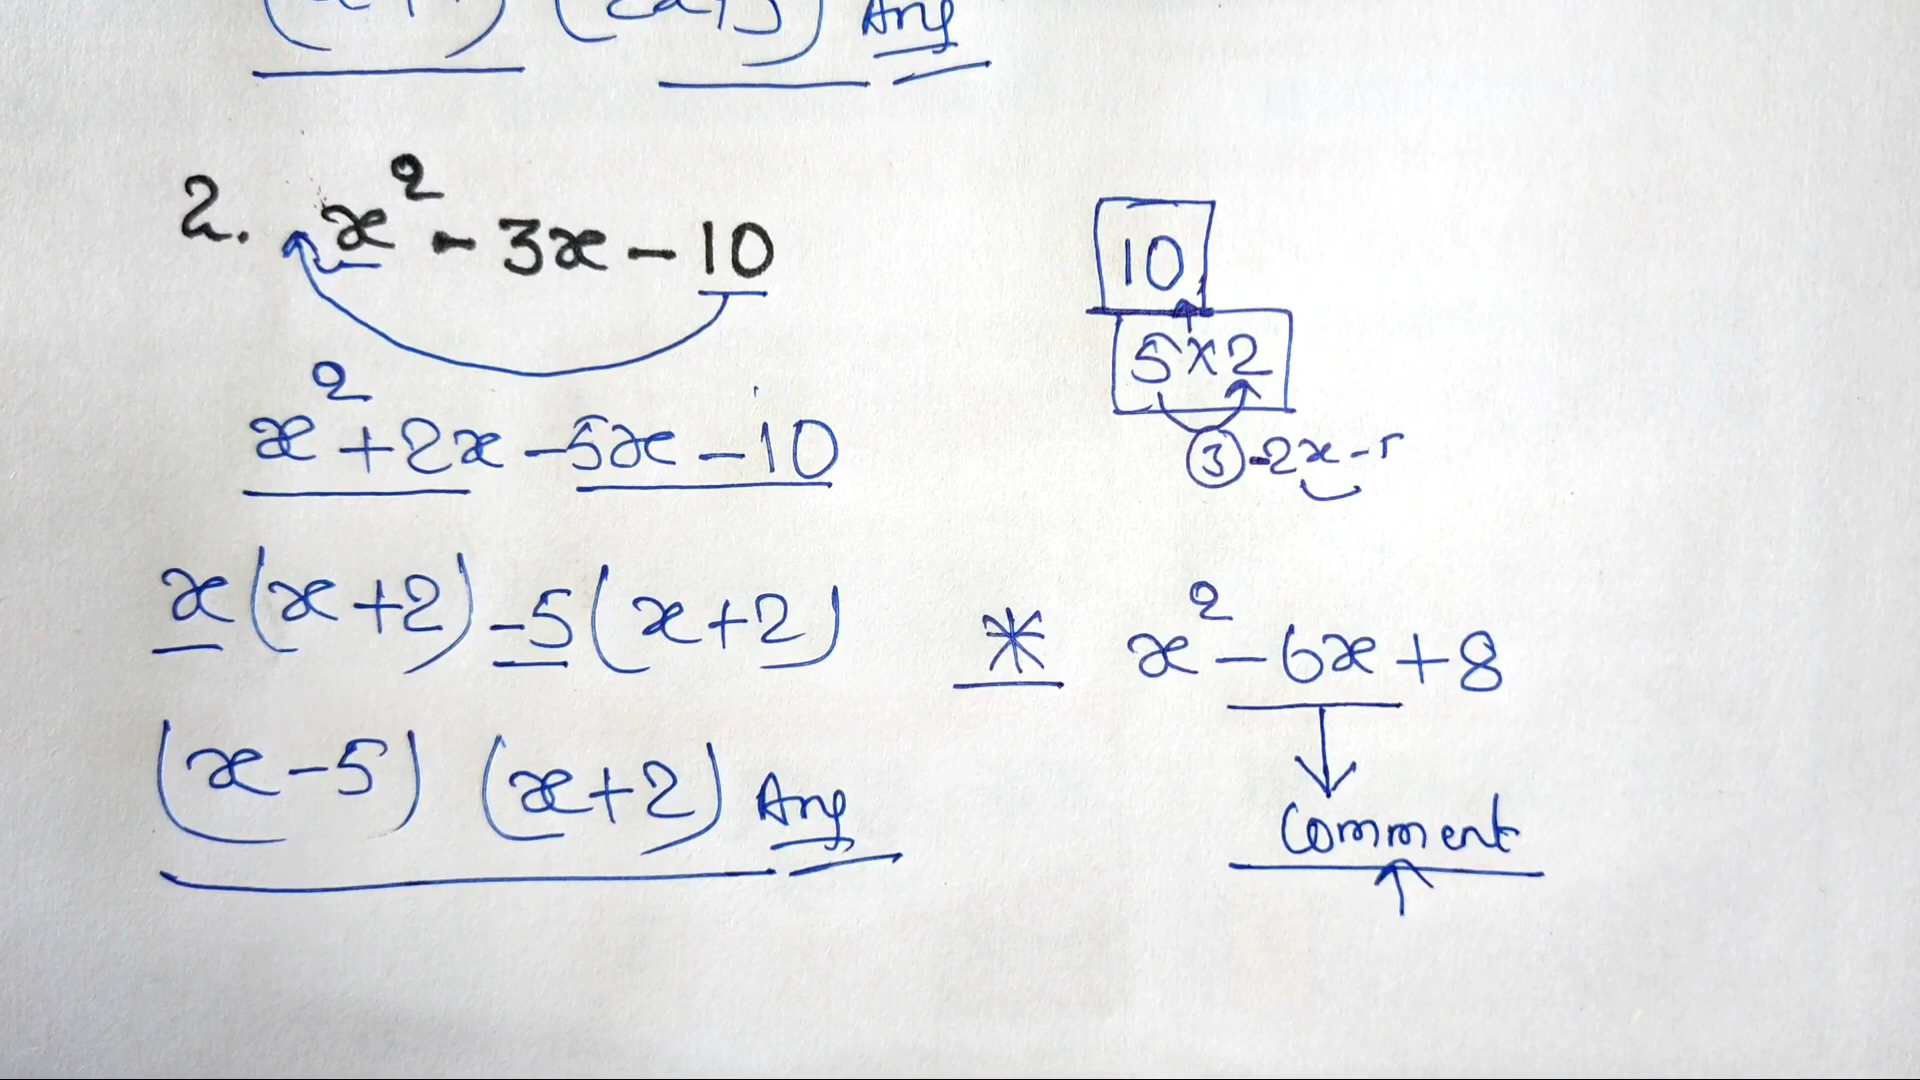 Ans
2. x² - 3x - 10
x² + 2x - 5x - 10
x(x+2) - 5(x+2)
(x-5) (x+2) Ans
10
5×2
3 -2x-5
* x² - 6x + 8
Comment